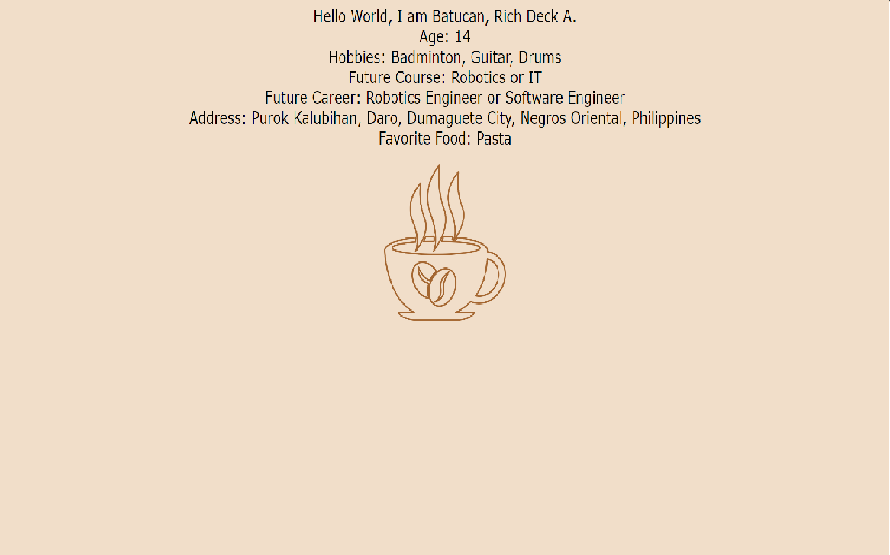 Hello World, I am Batucan, Rich Deck A.
Age: 14
Hobbies: Badminton, Guitar, Drums
Future Course: Robotics or IT
Future Career: Robotics Engineer or Software Engineer
Address: Purok Kalubihan, Daro, Dumaguete City, Negros Oriental, Philippines
Favorite Food: Pasta